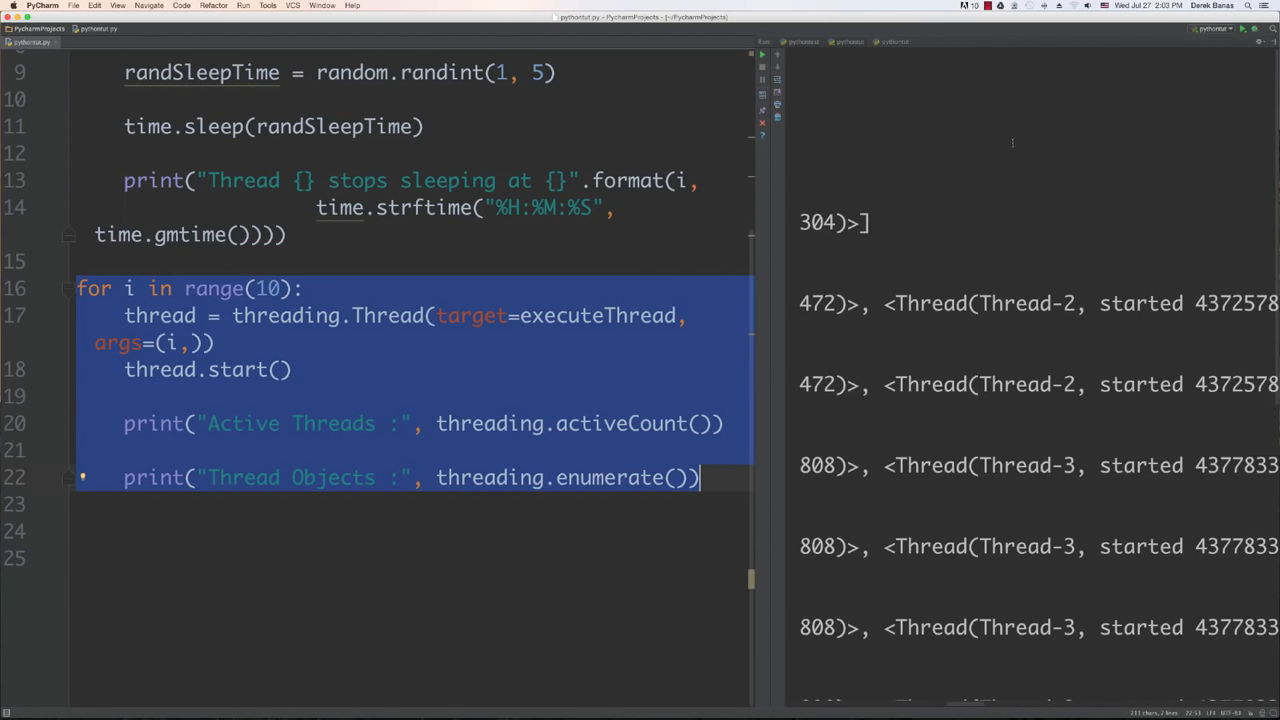 PyCharm File Edit View Navigate Code Refactor Run Tools VCS Window Help
10 Wed Jul 27 2:03 PM Derek Banas
pythontut.py - PycharmProjects - [~/PycharmProjects]
PycharmProjects pythontut.py
pythontut
pythontut.py
Run: pythontut pythontut pythontut
9 randSleepTime = random.randint(1, 5)
10
11 time.sleep(randSleepTime)
12
13 print("Thread {} stops sleeping at {}".format(i,
14 time.strftime("%H:%M:%S",
time.gmtime())))
15
16 for i in range(10):
17 thread = threading.Thread(target=executeThread,
args=(i,))
18 thread.start()
19
20 print("Active Threads :", threading.activeCount())
21
22 print("Thread Objects :", threading.enumerate())
23
24
25
304)>]
472)>, <Thread(Thread-2, started 4372578
472)>, <Thread(Thread-2, started 4372578
808)>, <Thread(Thread-3, started 4377833
808)>, <Thread(Thread-3, started 4377833
808)>, <Thread(Thread-3, started 4377833
211 chars, 7 lines 22:53 LF: UTF-8: